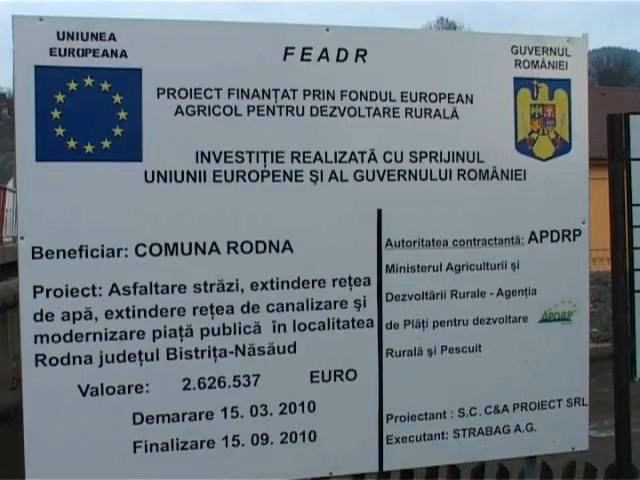 UNIUNEA
EUROPEANA
FEADR
GUVERNUL
ROMÂNIEI
PROIECT FINANȚAT PRIN FONDUL EUROPEAN
AGRICOL PENTRU DEZVOLTARE RURALĂ
INVESTIȚIE REALIZATĂ CU SPRIJINUL
UNIUNII EUROPENE ȘI AL GUVERNULUI ROMÂNIEI
Beneficiar: COMUNA RODNA
Proiect: Asfaltare străzi, extindere rețea
de apă, extindere rețea de canalizare și
modernizare piață publică în localitatea
Rodna județul Bistrița-Năsăud
Valoare: 2.626.537 EURO
Demarare 15. 03. 2010
Finalizare 15. 09. 2010
Autoritatea contractantă: APDRP
Ministerul Agriculturii și
Dezvoltării Rurale - Agenția
de Plăți pentru dezvoltare
Rurală și Pescuit
APDRP
Proiectant : S.C. C&A PROIECT SRL
Executant: STRABAG A.G.